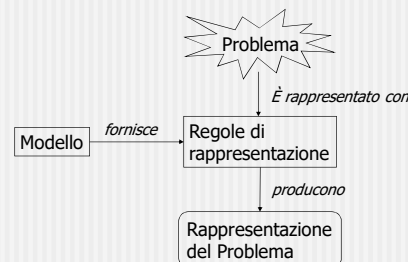 Problema
È rappresentato con
Modello
fornisce
Regole di
rappresentazione
producono
Rappresentazione
del Problema